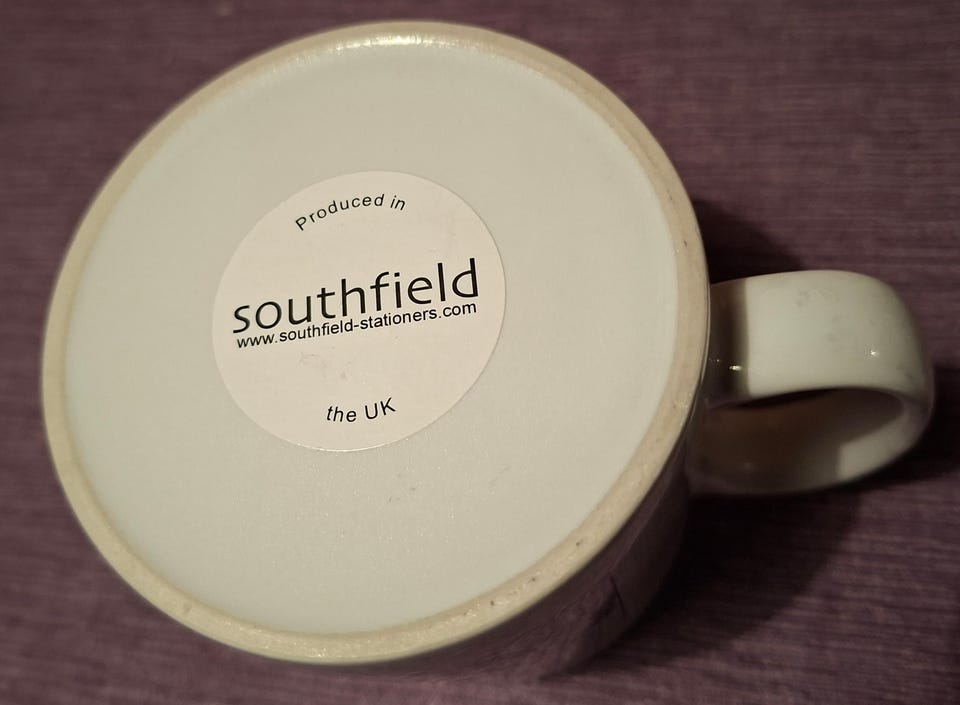 Produced in
southfield
www.southfield-stationers.com
the UK